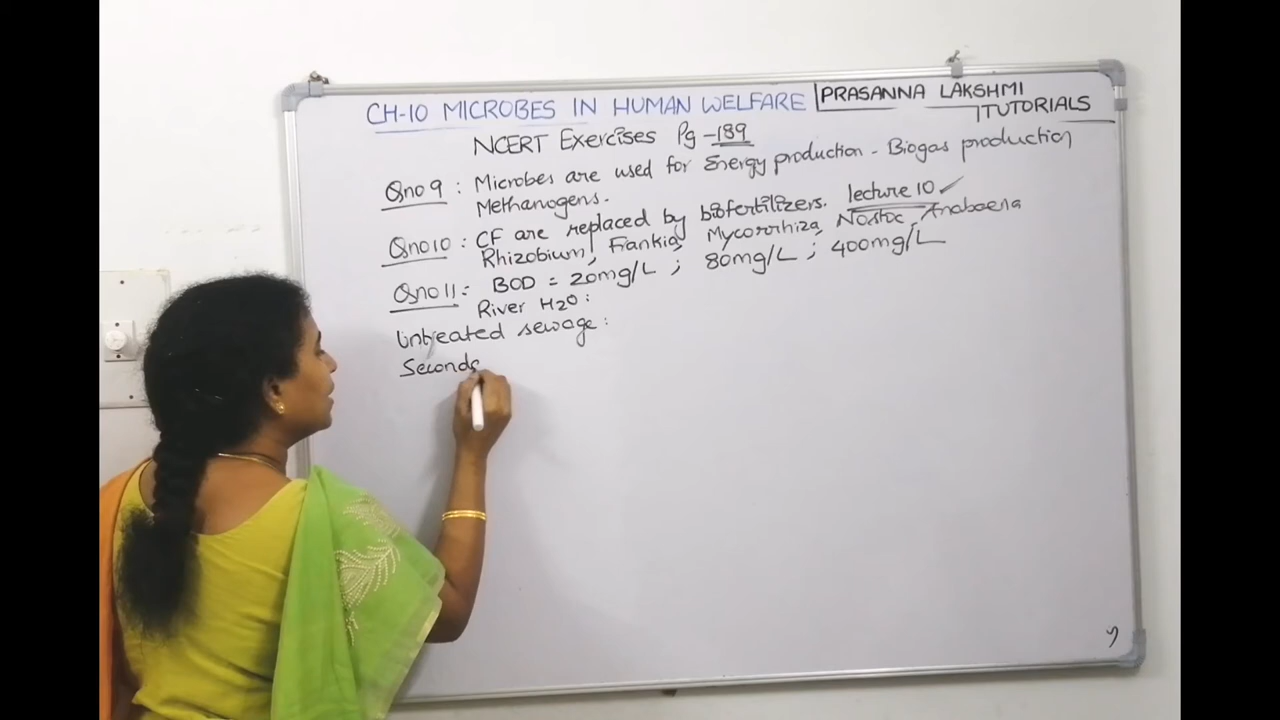 CH-10 MICROBES IN HUMAN WELFARE
PRASANNA LAKSHMI
TUTORIALS
NCERT Exercises Pg -189
Qno 9 : Microbes are used for Energy production - Biogas production
Methanogens.
Qno 10 : CF are replaced by biofertilizers. lecture 10 ✓
Rhizobium, Frankia, Mycorrhiza, Nostoc, Anabaena
Qno 11 : BOD = 20mg/L ; 80mg/L ; 400mg/L
River H2O :
Untreated sewage :
Seconda